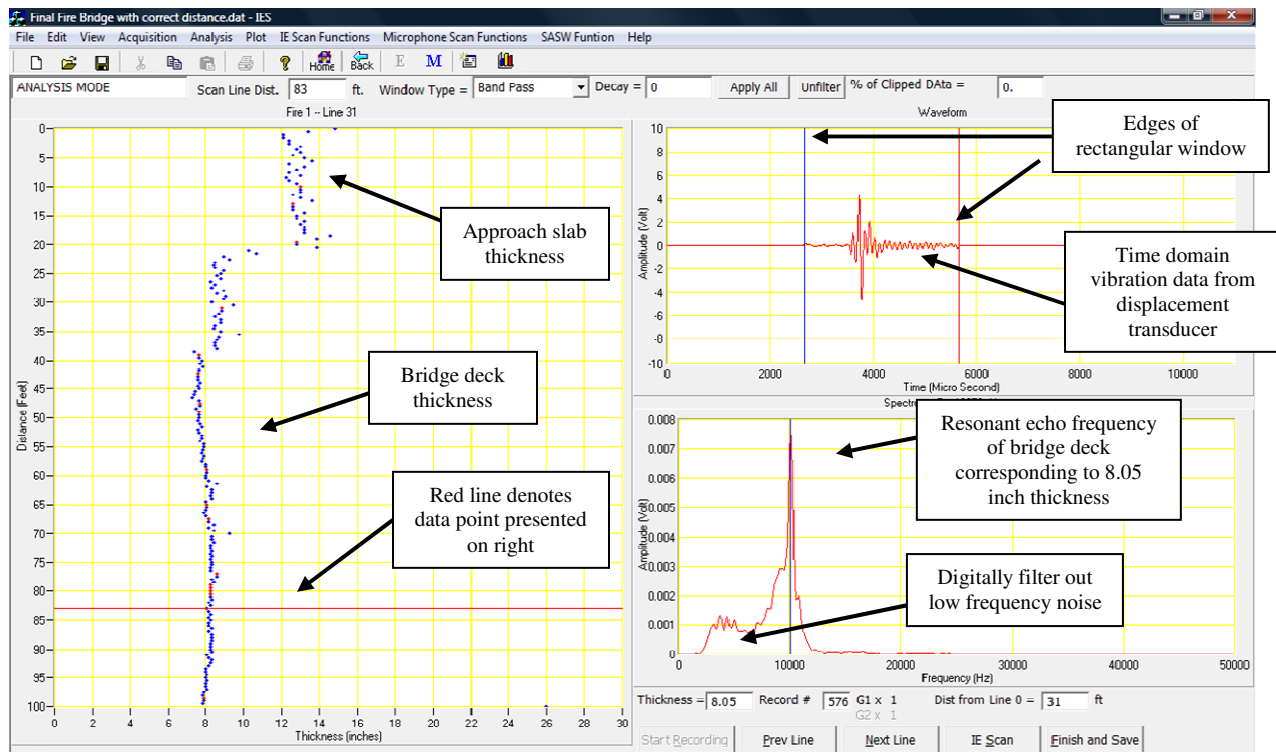 Final Fire Bridge with correct distance.dat - IES
File Edit View Acquisition Analysis Plot IE Scan Functions Microphone Scan Functions SASW Funtion Help
Home Back E M
ANALYSIS MODE Scan Line Dist. 83 ft. Window Type = Band Pass Decay = 0 Apply All Unfilter % of Clipped DAta = 0.
Fire 1 -- Line 31
0
5
10
15
20
25
30
35
40
45
50
55
60
65
70
75
80
85
90
95
100
Distance (Feet)
0 2 4 6 8 10 12 14 16 18 20 22 24 26 28 30
Thickness (inches)
Approach slab
thickness
Bridge deck
thickness
Red line denotes
data point presented
on right
Waveform
10
8
6
4
2
0
-2
-4
-6
-8
-10
Amplitude (Volt)
0 2000 4000 6000 8000 10000
Time (Micro Second)
Edges of
rectangular window
Time domain
vibration data from
displacement
transducer
0.008
0.007
0.006
0.005
0.004
0.003
0.002
0.001
0
Amplitude (Volt)
0 10000 20000 30000 40000 50000
Frequency (Hz)
Resonant echo frequency
of bridge deck
corresponding to 8.05
inch thickness
Digitally filter out
low frequency noise
Thickness = 8.05 Record # 576 G1 x 1 Dist from Line 0 = 31 ft
G2 x 1
Start Recording Prev Line Next Line IE Scan Finish and Save